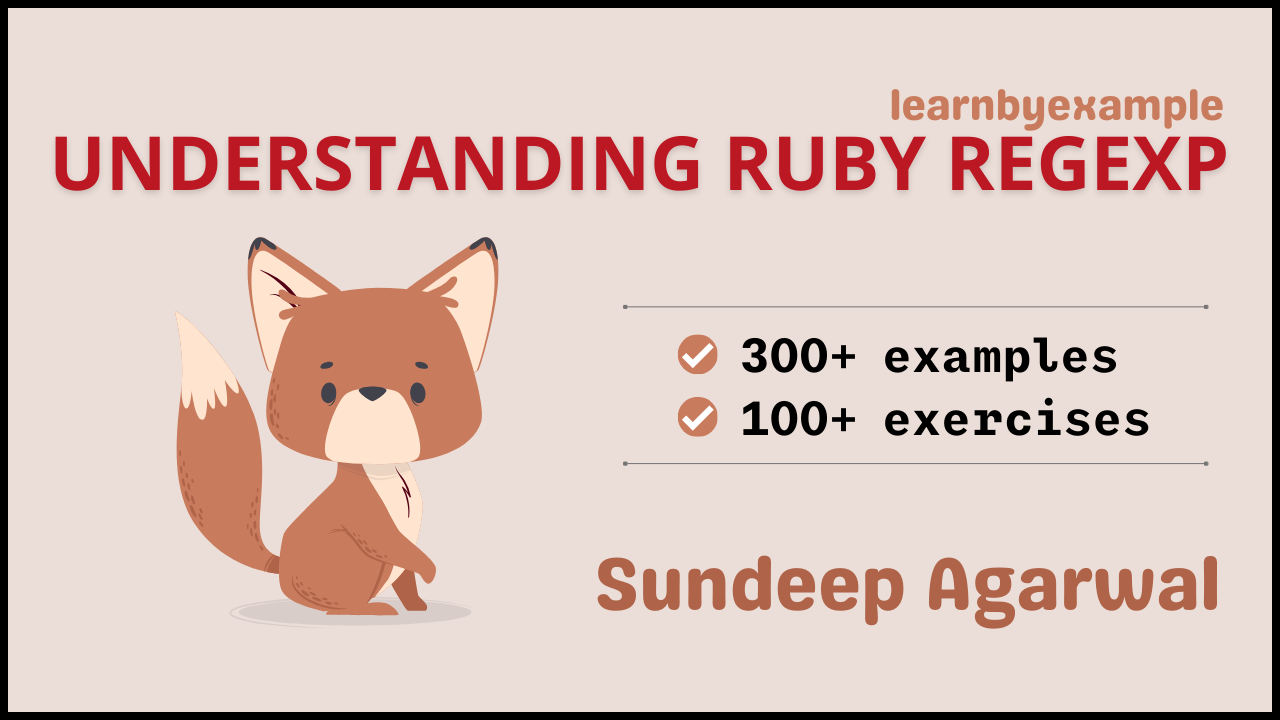 learnbyexample
UNDERSTANDING RUBY REGEXP
300+ examples
100+ exercises
Sundeep Agarwal